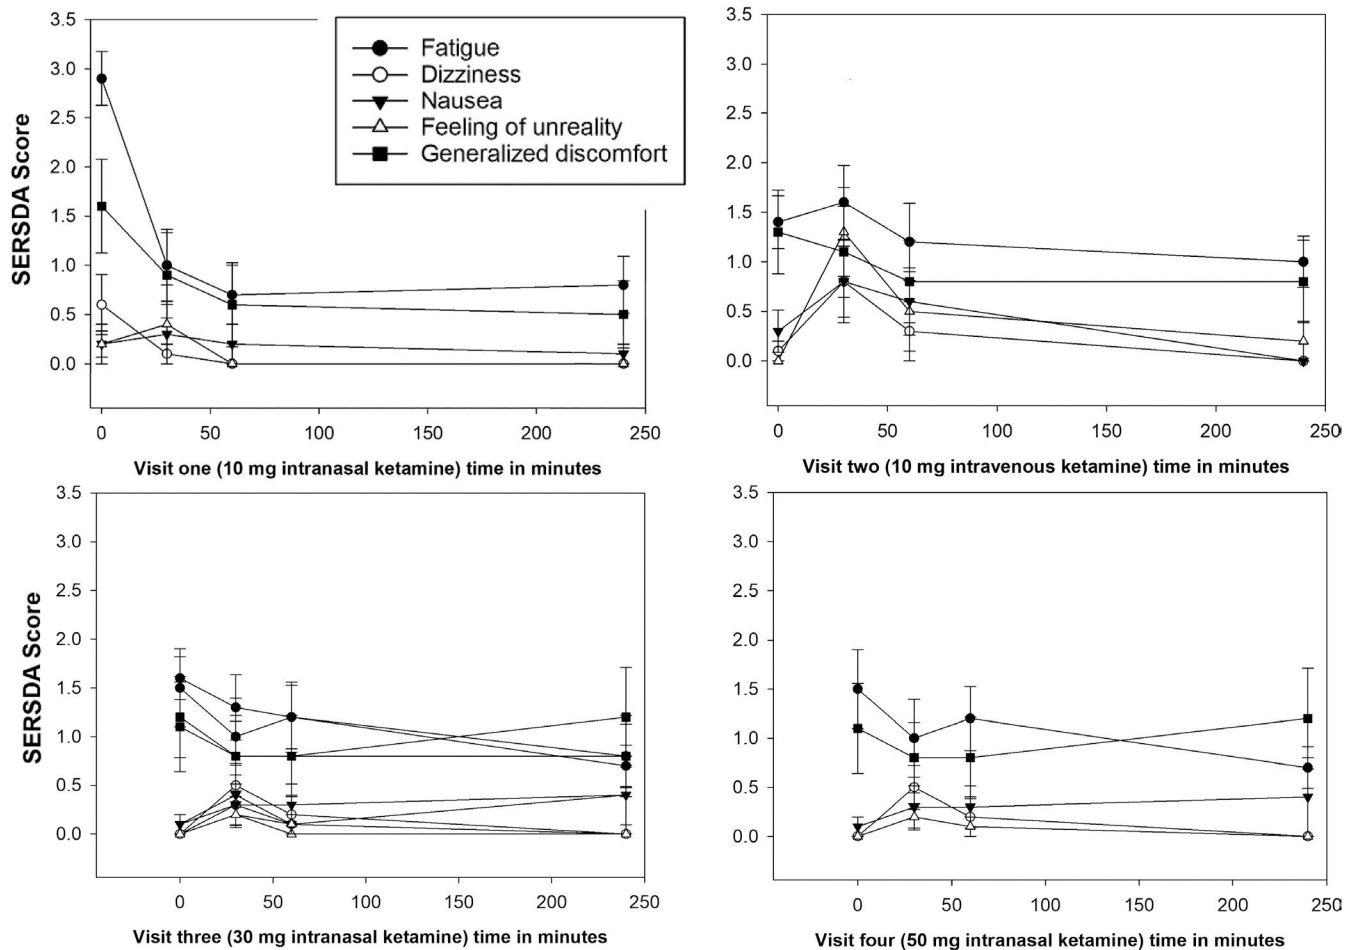 3.5
3.0
2.5
2.0
1.5
1.0
0.5
0.0
SERSDA Score
Fatigue
Dizziness
Nausea
Feeling of unreality
Generalized discomfort
0 50 100 150 200 250
Visit one (10 mg intranasal ketamine) time in minutes
3.5
3.0
2.5
2.0
1.5
1.0
0.5
0.0
0 50 100 150 200 250
Visit two (10 mg intravenous ketamine) time in minutes
3.5
3.0
2.5
2.0
1.5
1.0
0.5
0.0
SERSDA Score
0 50 100 150 200 250
Visit three (30 mg intranasal ketamine) time in minutes
3.5
3.0
2.5
2.0
1.5
1.0
0.5
0.0
0 50 100 150 200 250
Visit four (50 mg intranasal ketamine) time in minutes